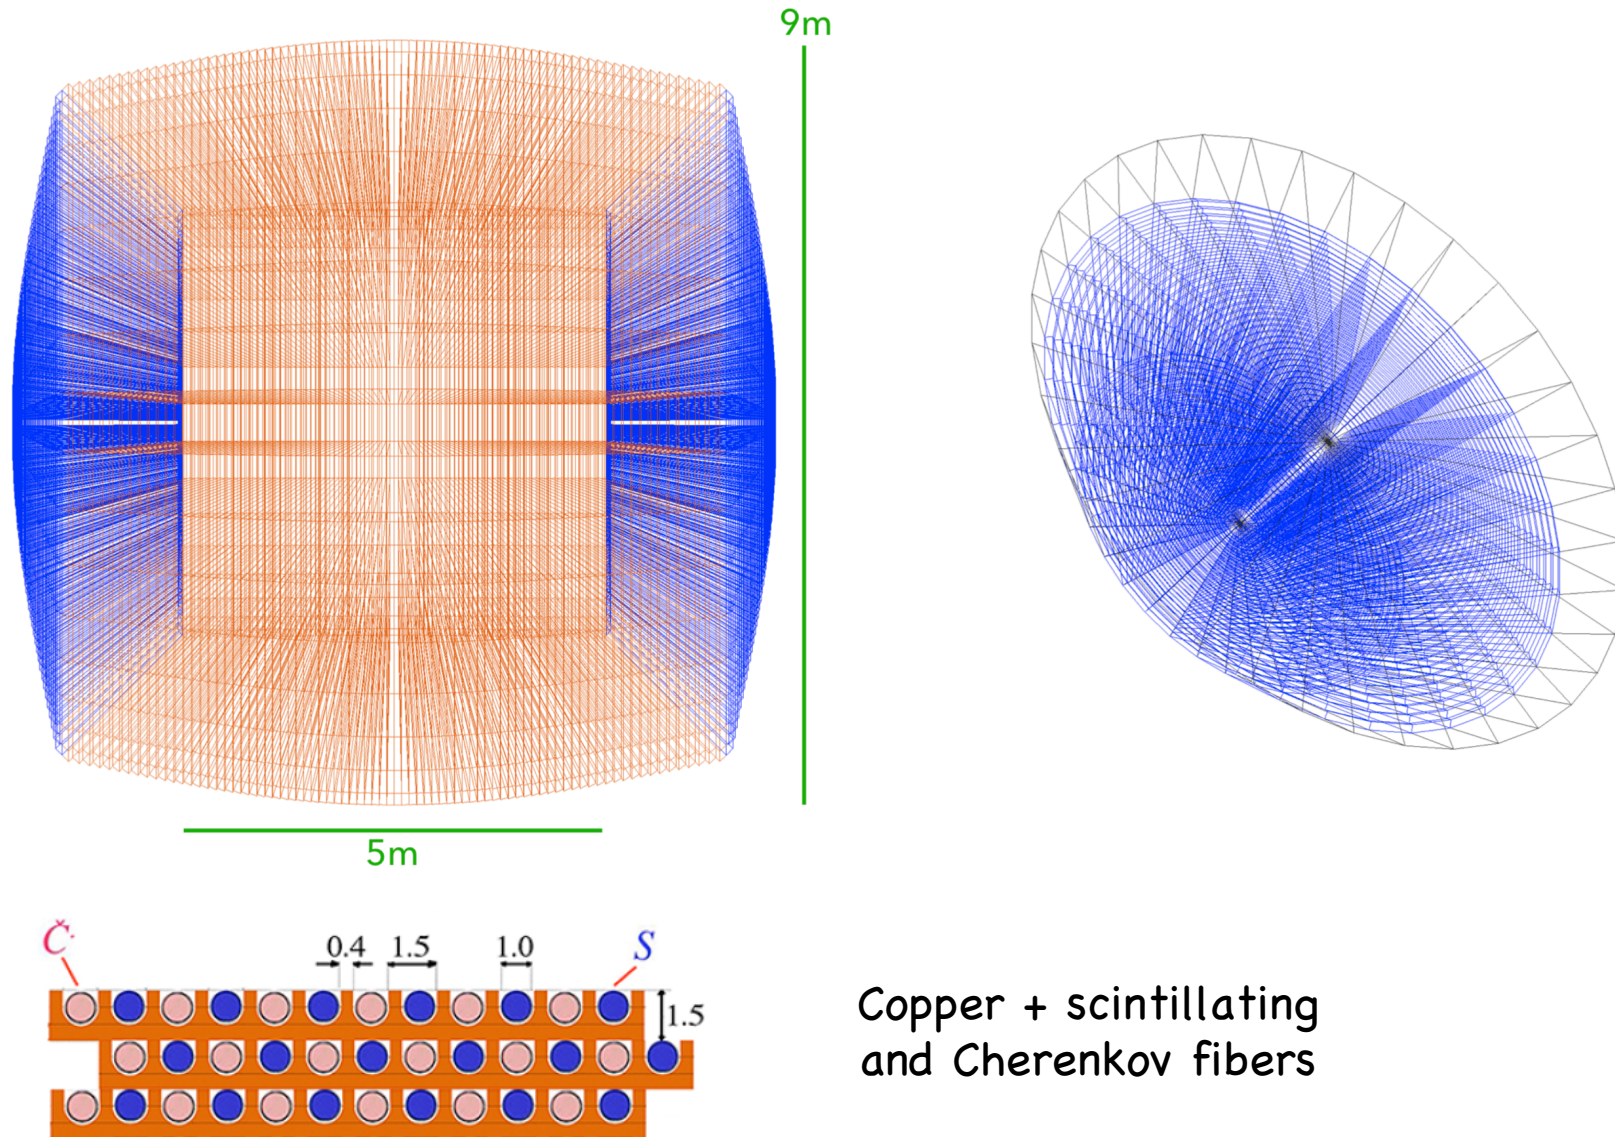 9m
5m
Č
0.4 1.5 1.0 S
1.5
Copper + scintillating
and Cherenkov fibers